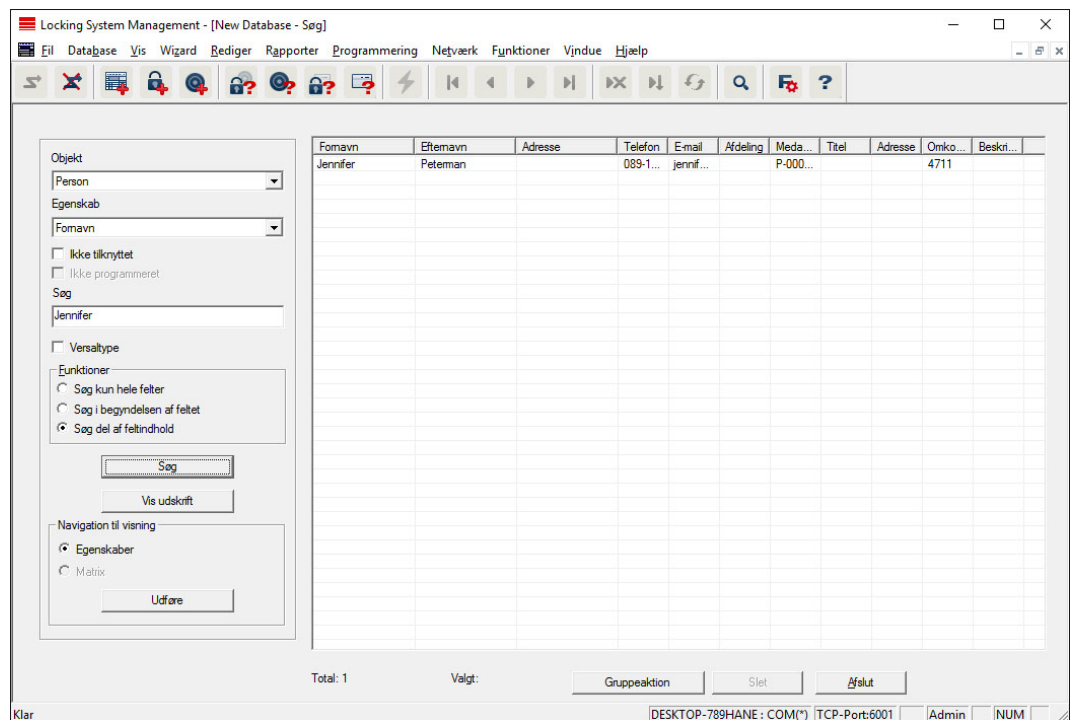 Locking System Management - [New Database - Søg]
Fil Database Vis Wizard Rediger Rapporter Programmering Netværk Funktioner Vindue Hjælp
Objekt
Person
Egenskab
Fornavn
Ikke tilknyttet
Ikke programmeret
Søg
Jennifer
Versaltype
Funktioner
Søg kun hele felter
Søg i begyndelsen af feltet
Søg del af feltindhold
Søg
Vis udskrift
Navigation til visning
Egenskaber
Matrix
Udføre
Fornavn Efternavn Adresse Telefon E-mail Afdeling Meda... Titel Adresse Omko... Beskri...
Jennifer Peterman 089-1... jennif... P-000... 4711
Total: 1 Valgt: Gruppeaktion Slet Afslut
Klar DESKTOP-789HANE : COM(*) TCP-Port:6001 Admin NUM